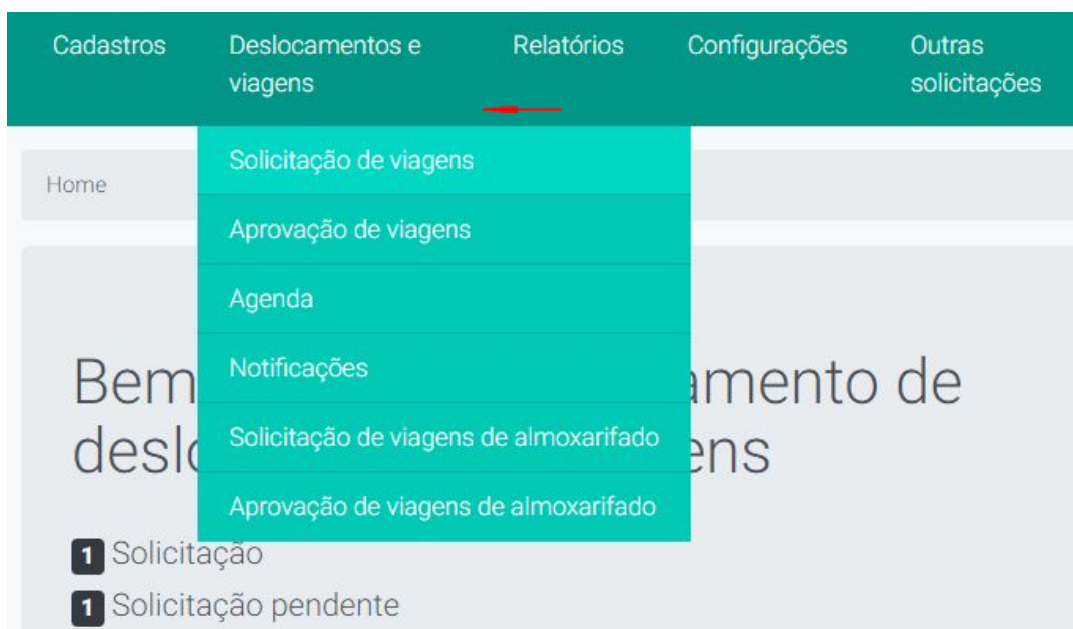 Cadastros
Deslocamentos e
viagens
Relatórios
Configurações
Outras
solicitações
Home
Solicitação de viagens
Aprovação de viagens
Agenda
Notificações
Solicitação de viagens de almoxarifado
Aprovação de viagens de almoxarifado
Bem amento de
deslo ens
1 Solicitação
1 Solicitação pendente